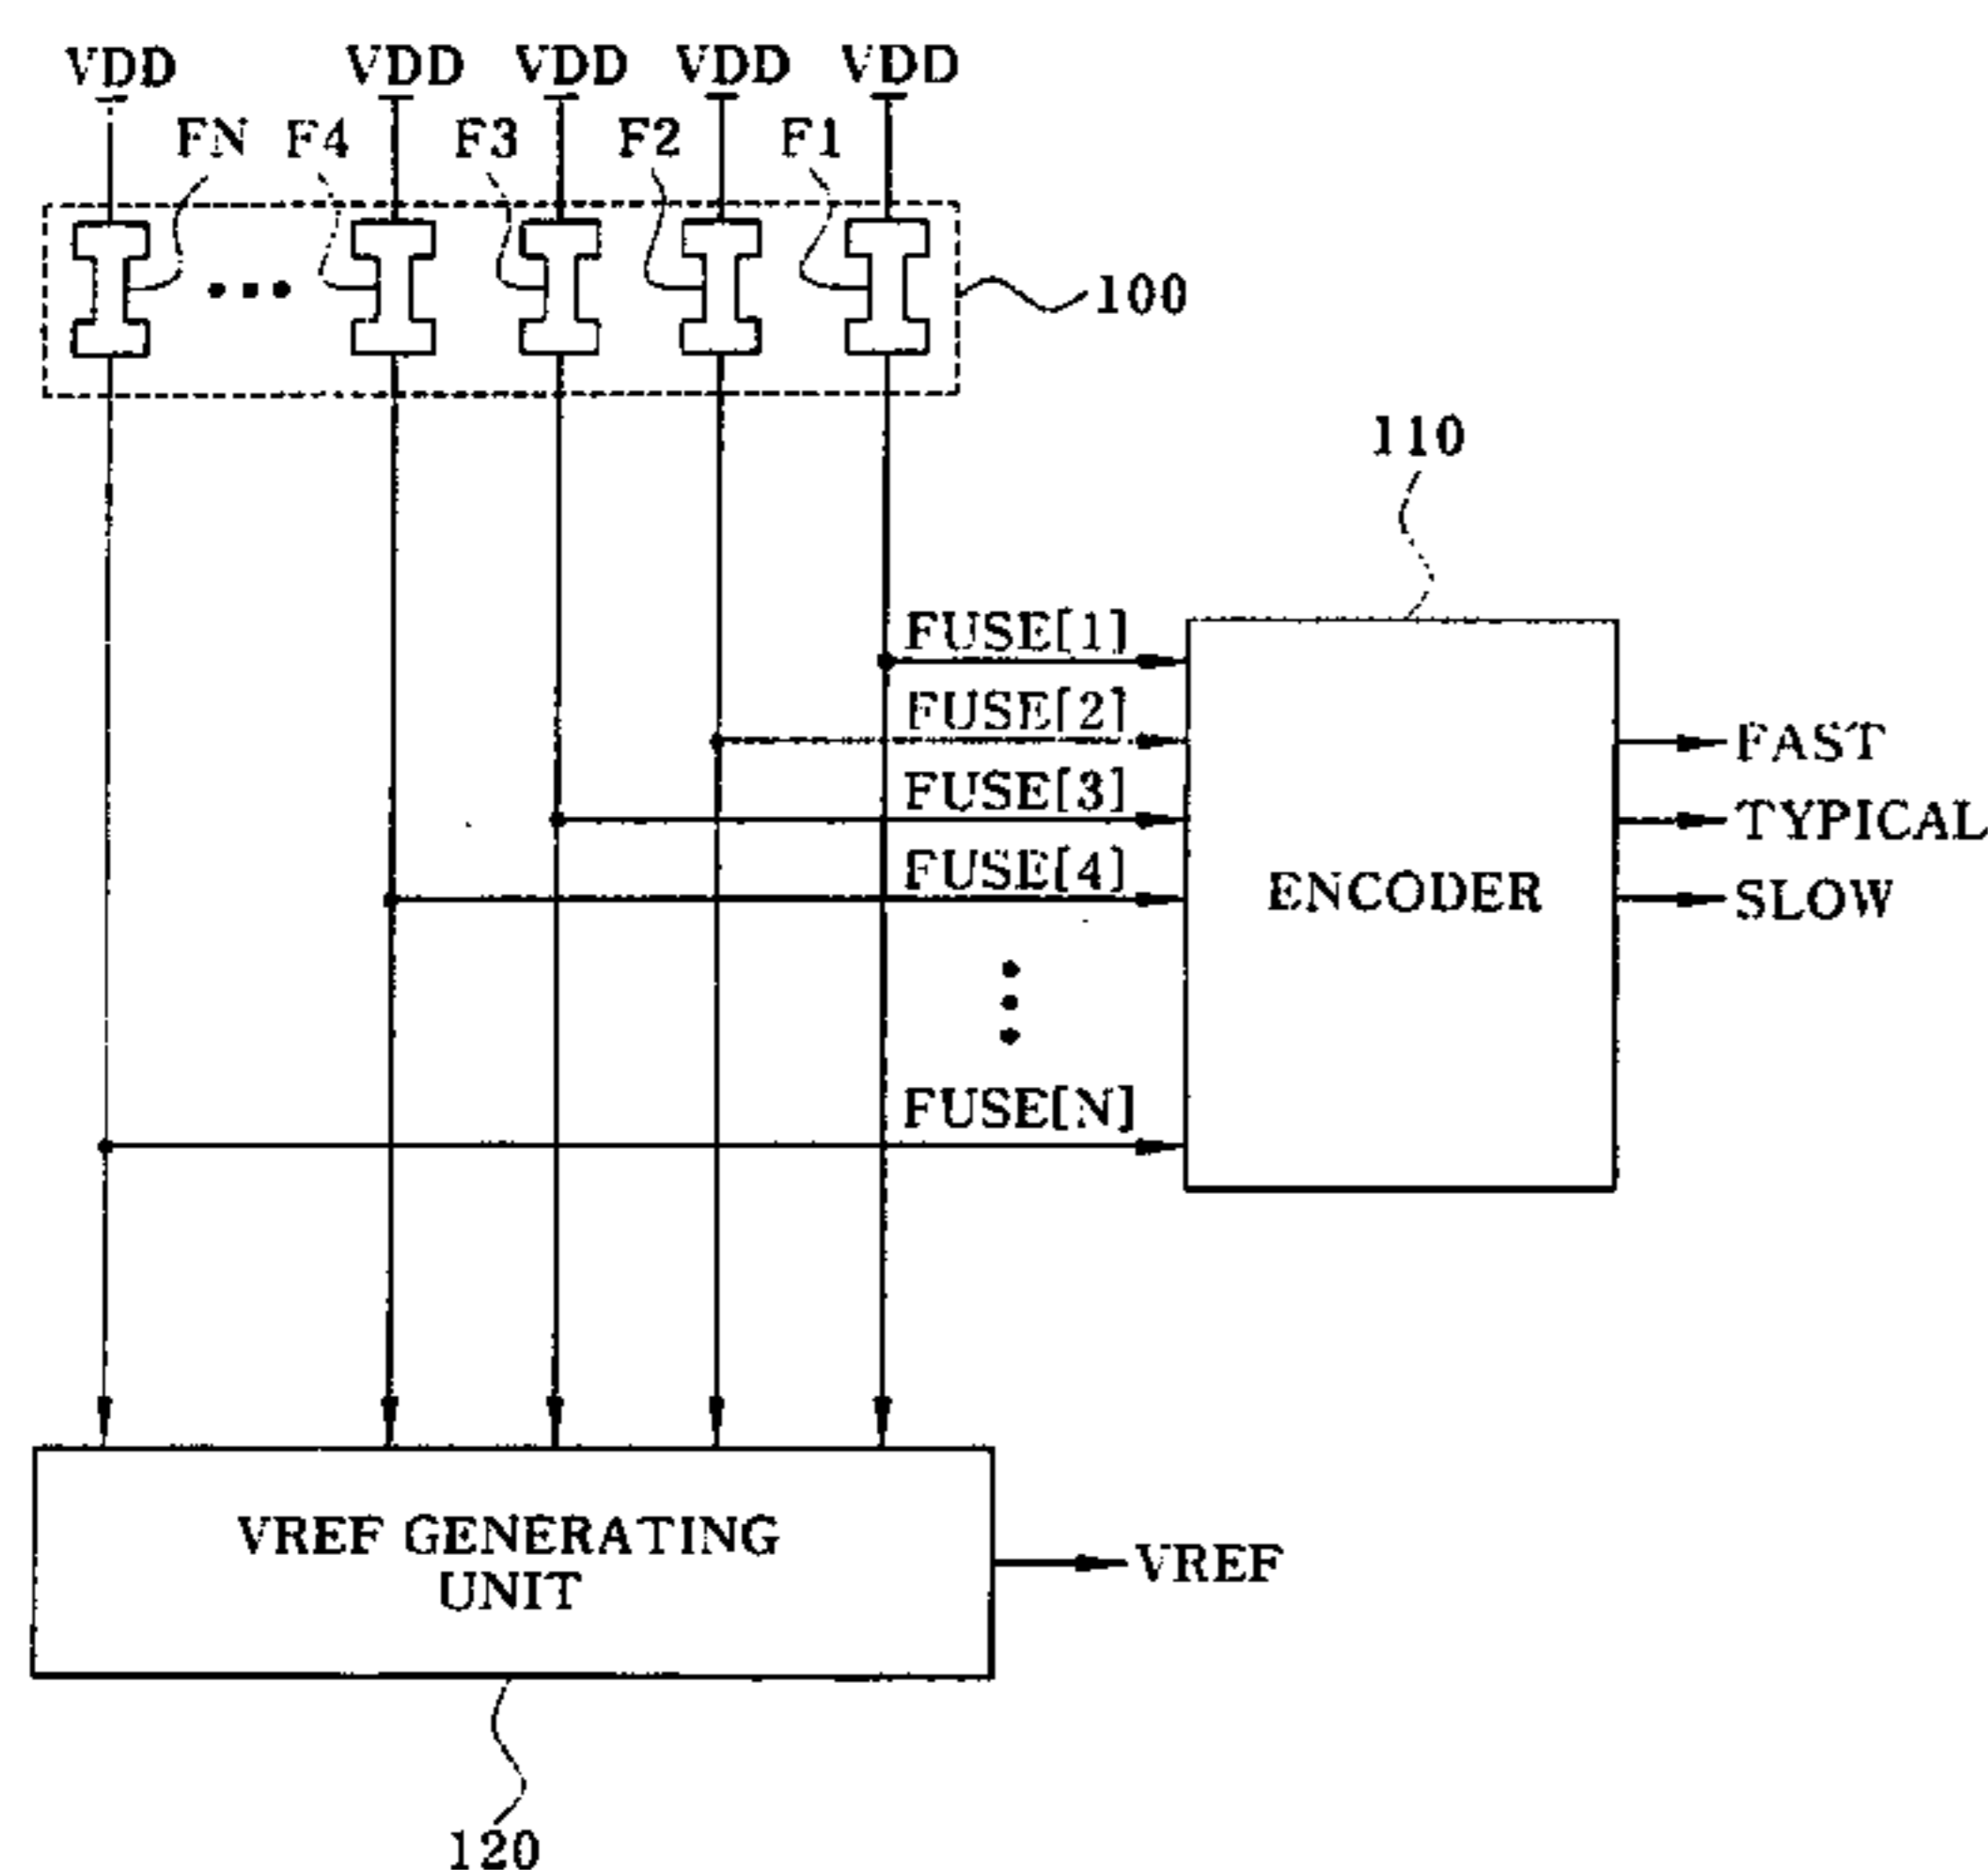 VDD VDD VDD VDD VDD
FN F4 F3 F2 F1
100
110
FUSE[1]
FUSE[2]
FAST
FUSE[3]
TYPICAL
FUSE[4]
ENCODER
SLOW
FUSE[N]
VREF GENERATING
UNIT
VREF
120